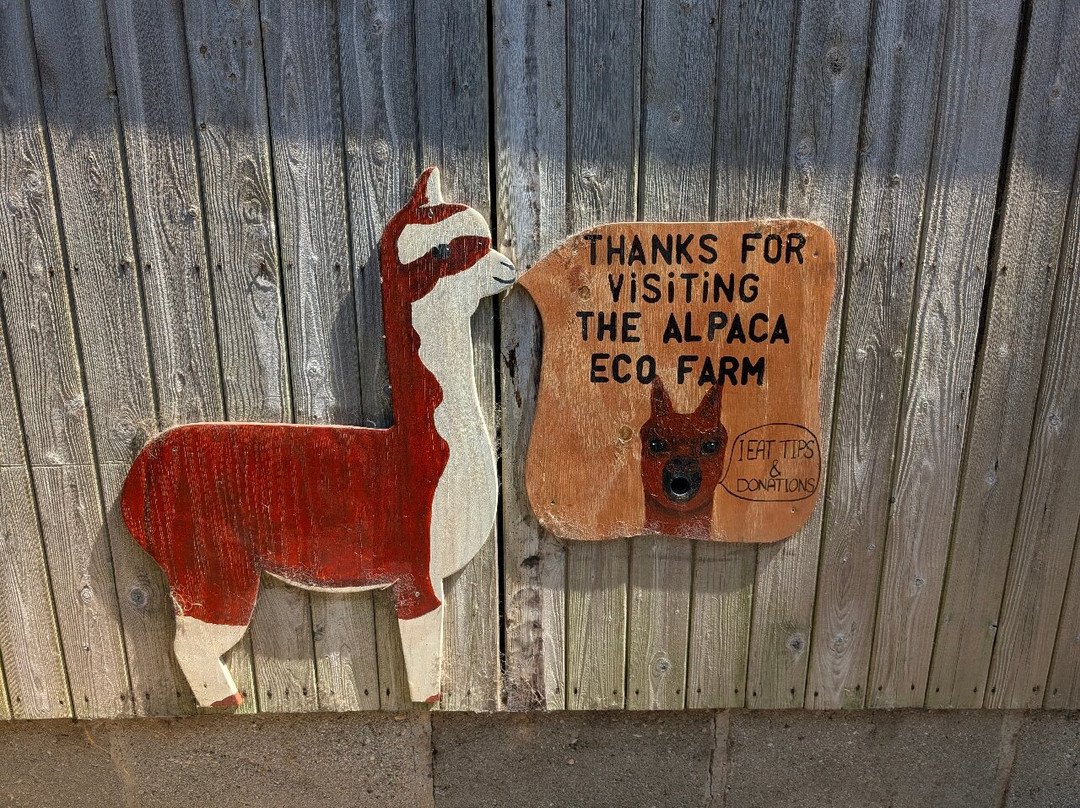 THANKS FOR
ViSiTiNG
THE ALPACA
ECO FARM
I EAT TIPS
&
DONATIONS